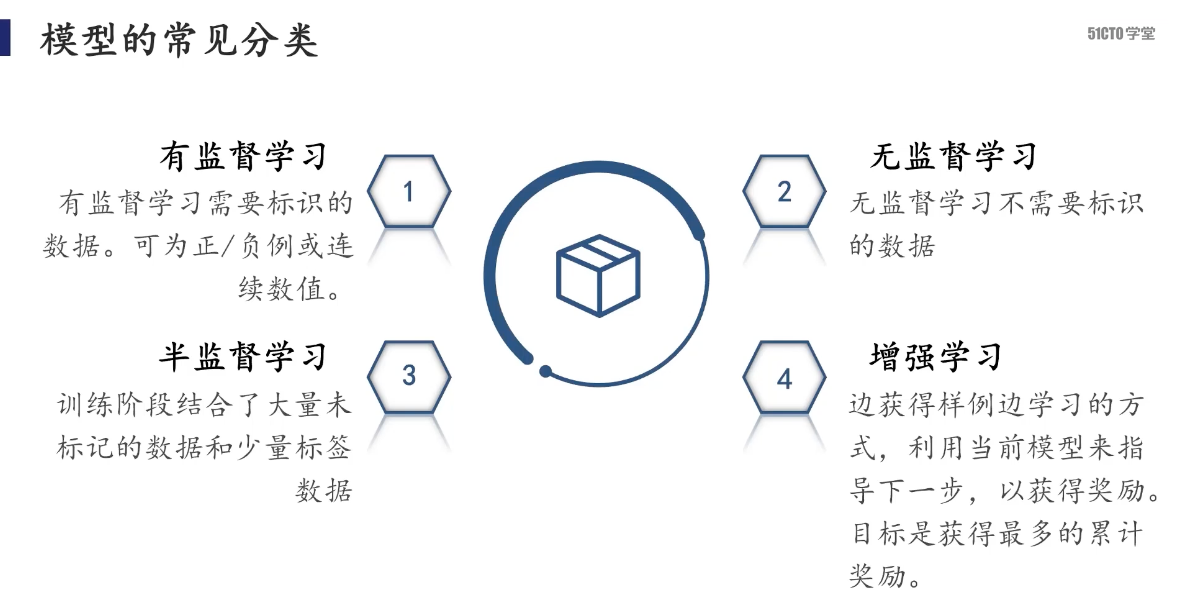 模型的常见分类
51CTO学堂
有监督学习
1
有监督学习需要标识的
数据。可为正/负例或连
续数值。
2
无监督学习
无监督学习不需要标识
的数据
半监督学习
3
训练阶段结合了大量未
标记的数据和少量标签
数据
4
增强学习
边获得样例边学习的方
式，利用当前模型来指
导下一步，以获得奖励。
目标是获得最多的累计
奖励。